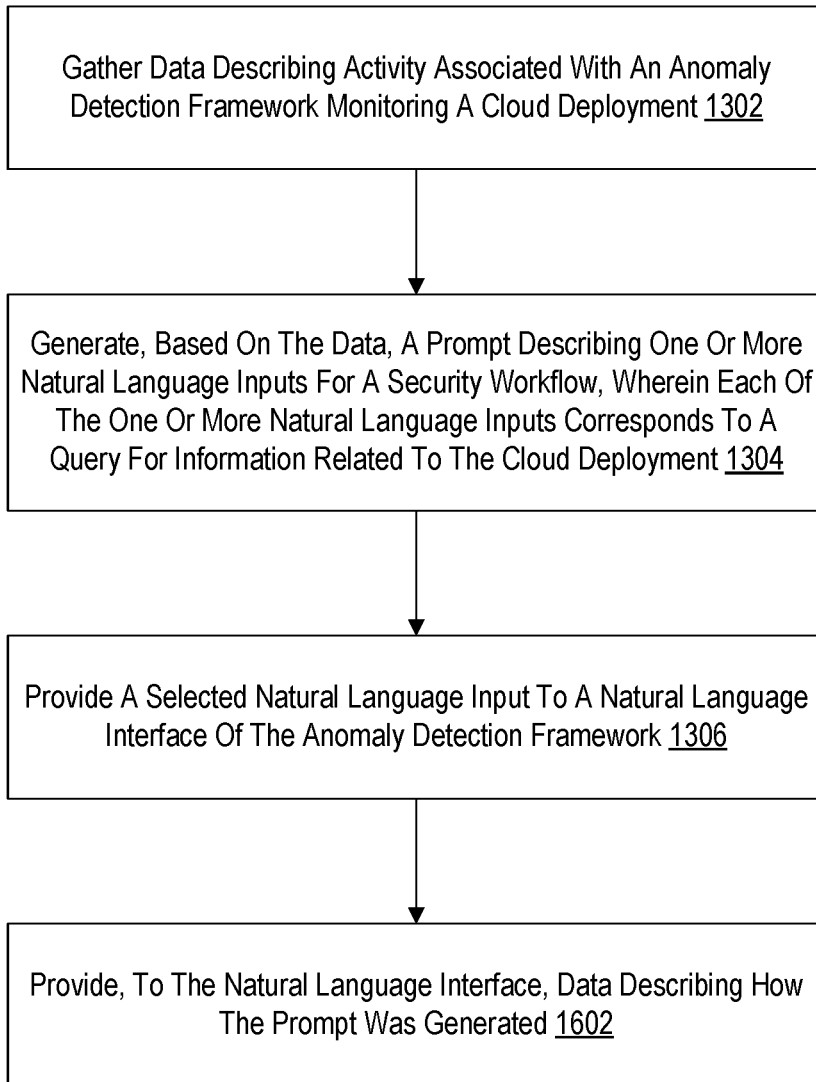 Gather Data Describing Activity Associated With An Anomaly
Detection Framework Monitoring A Cloud Deployment 1302
Generate, Based On The Data, A Prompt Describing One Or More
Natural Language Inputs For A Security Workflow, Wherein Each Of
The One Or More Natural Language Inputs Corresponds To A
Query For Information Related To The Cloud Deployment 1304
Provide A Selected Natural Language Input To A Natural Language
Interface Of The Anomaly Detection Framework 1306
Provide, To The Natural Language Interface, Data Describing How
The Prompt Was Generated 1602